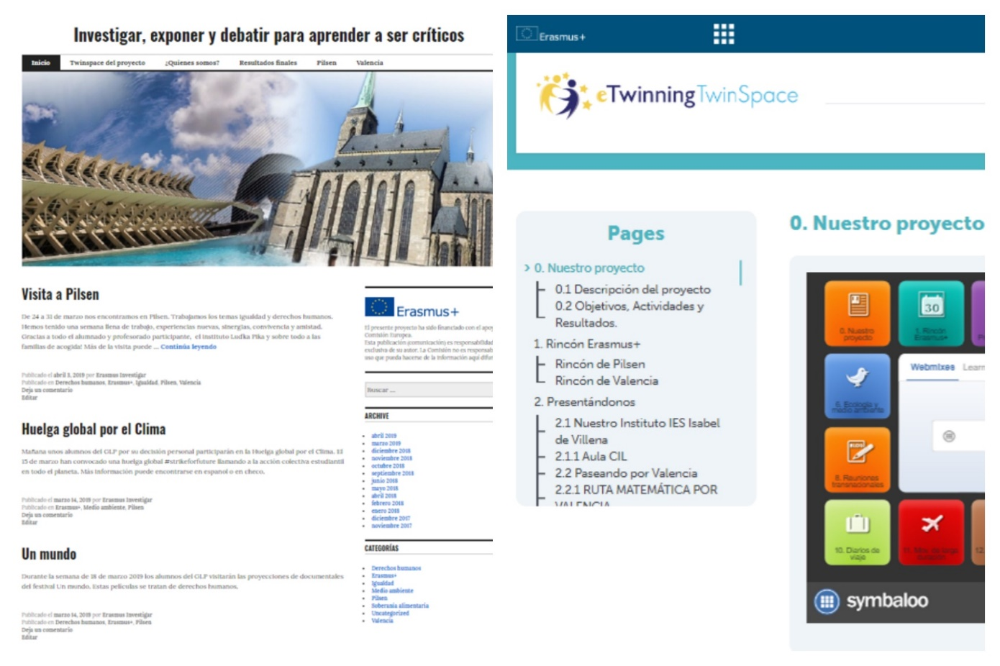 Investigar, exponer y debatir para aprender a ser críticos
Inicio Twinspace del proyecto ¿Quienes somos? Resultados finales Pilsen Valencia
Visita a Pilsen
De 24 a 31 de marzo nos encontramos en Pilsen. Trabajamos los temas igualdad y derechos humanos.
Hemos tenido una semana llena de trabajo, experiencias nuevas, sinergias, convivencia y amistad.
Gracias a todo el alumnado y profesorado participante, el instituto Luďka Pika y sobre todo a las
familias de acogida! Más de la visita puede ... Continúa leyendo
Publicado el abril 3, 2019 por Erasmus Investigar
Publicado en Derechos humanos, Erasmus+, Igualdad, Pilsen, Valencia
Deja un comentario
Editar
Huelga global por el Clima
Mañana unos alumnos del GLP por su decisión personal participarán en la Huelga global por el Clima. El
15 de marzo han convocado una huelga global #strikeforfuture llamando a la acción colectiva estudiantil
en todo el planeta. Más información puede encontrarse en espanol o en checo.
Publicado el marzo 14, 2019 por Erasmus Investigar
Publicado en Erasmus+, Medio ambiente, Pilsen
Deja un comentario
Editar
Un mundo
Durante la semana de 18 de marzo 2019 los alumnos del GLP visitarán las proyecciones de documentales
del festival Un mundo. Estas películas se tratan de derechos humanos.
Publicado el marzo 14, 2019 por Erasmus Investigar
Publicado en Derechos humanos, Erasmus+, Pilsen
Deja un comentario
Editar
Erasmus+
El presente proyecto ha sido financiado con el apoy
Comisión Europea.
Esta publicación (comunicación) es responsabilidad
exclusiva de su autor. La Comisión no es responsab
uso que pueda hacerse de la información aquí difun
Buscar ...
ARCHIVE
abril 2019
marzo 2019
diciembre 2018
noviembre 2018
octubre 2018
septiembre 2018
junio 2018
mayo 2018
abril 2018
febrero 2018
enero 2018
diciembre 2017
noviembre 2017
CATEGORÍAS
Derechos humanos
Erasmus+
Igualdad
Medio ambiente
Pilsen
Soberanía alimentaria
Uncategorized
Valencia
Erasmus+
eTwinning TwinSpace
Pages
0. Nuestro proyecto
0.1 Descripción del proyecto
0.2 Objetivos, Actividades y
Resultados.
1. Rincón Erasmus+
Rincón de Pilsen
Rincón de Valencia
2. Presentándonos
2.1 Nuestro Instituto IES Isabel
de Villena
2.1.1 Aula CIL
2.2 Paseando por Valencia
2.2.1 RUTA MATEMÁTICA POR
VALENCIA
0. Nuestro proyecto
0. Nuestro
proyecto
30
1. Rincón
Erasmus+
P
Webmixes Learn
6. Ecología y
medio ambiente
8. Reuniones
transnacionales
10. Diarios de
viaje
12.
symbaloo